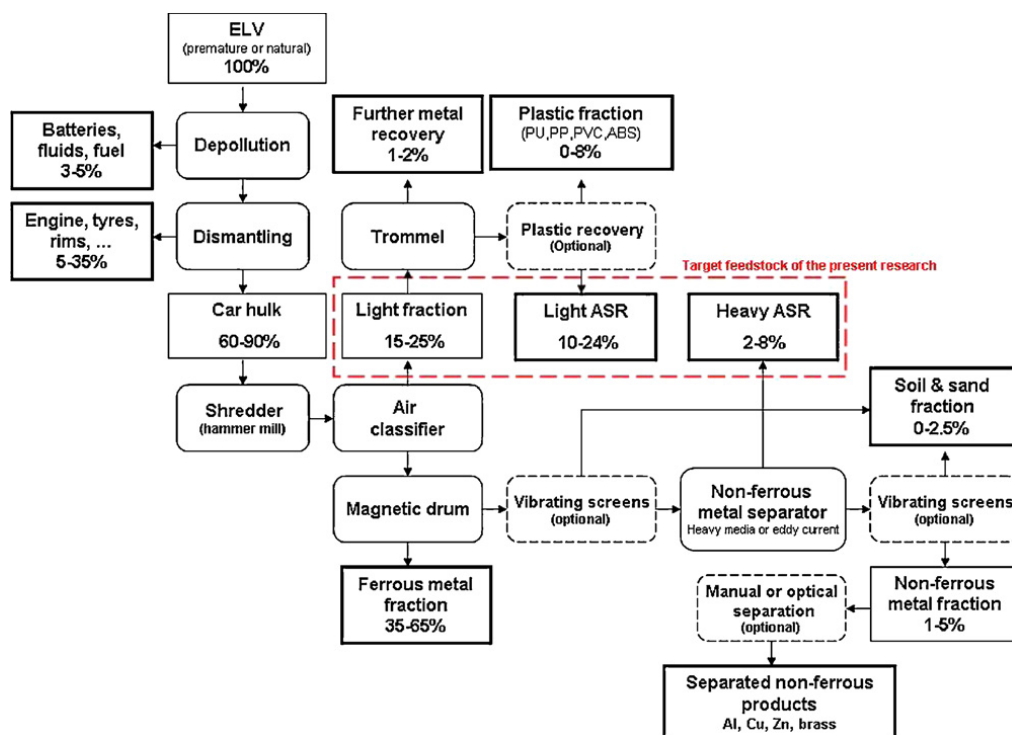 ELV
(premature or natural)
100%
Batteries,
fluids, fuel
3-5%
Depollution
Further metal
recovery
1-2%
Plastic fraction
(PU,PP,PVC,ABS)
0-8%
Engine, tyres,
rims, ...
5-35%
Dismantling
Trommel
Plastic recovery
(Optional)
Target feedstock of the present research
Car hulk
60-90%
Light fraction
15-25%
Light ASR
10-24%
Heavy ASR
2-8%
Shredder
(hammer mill)
Air
classifier
Soil & sand
fraction
0-2.5%
Magnetic drum
Vibrating screens
(optional)
Non-ferrous
metal separator
Heavy media or eddy current
Vibrating screens
(optional)
Ferrous metal
fraction
35-65%
Manual or optical
separation
(optional)
Non-ferrous
metal fraction
1-5%
Separated non-ferrous
products
Al, Cu, Zn, brass